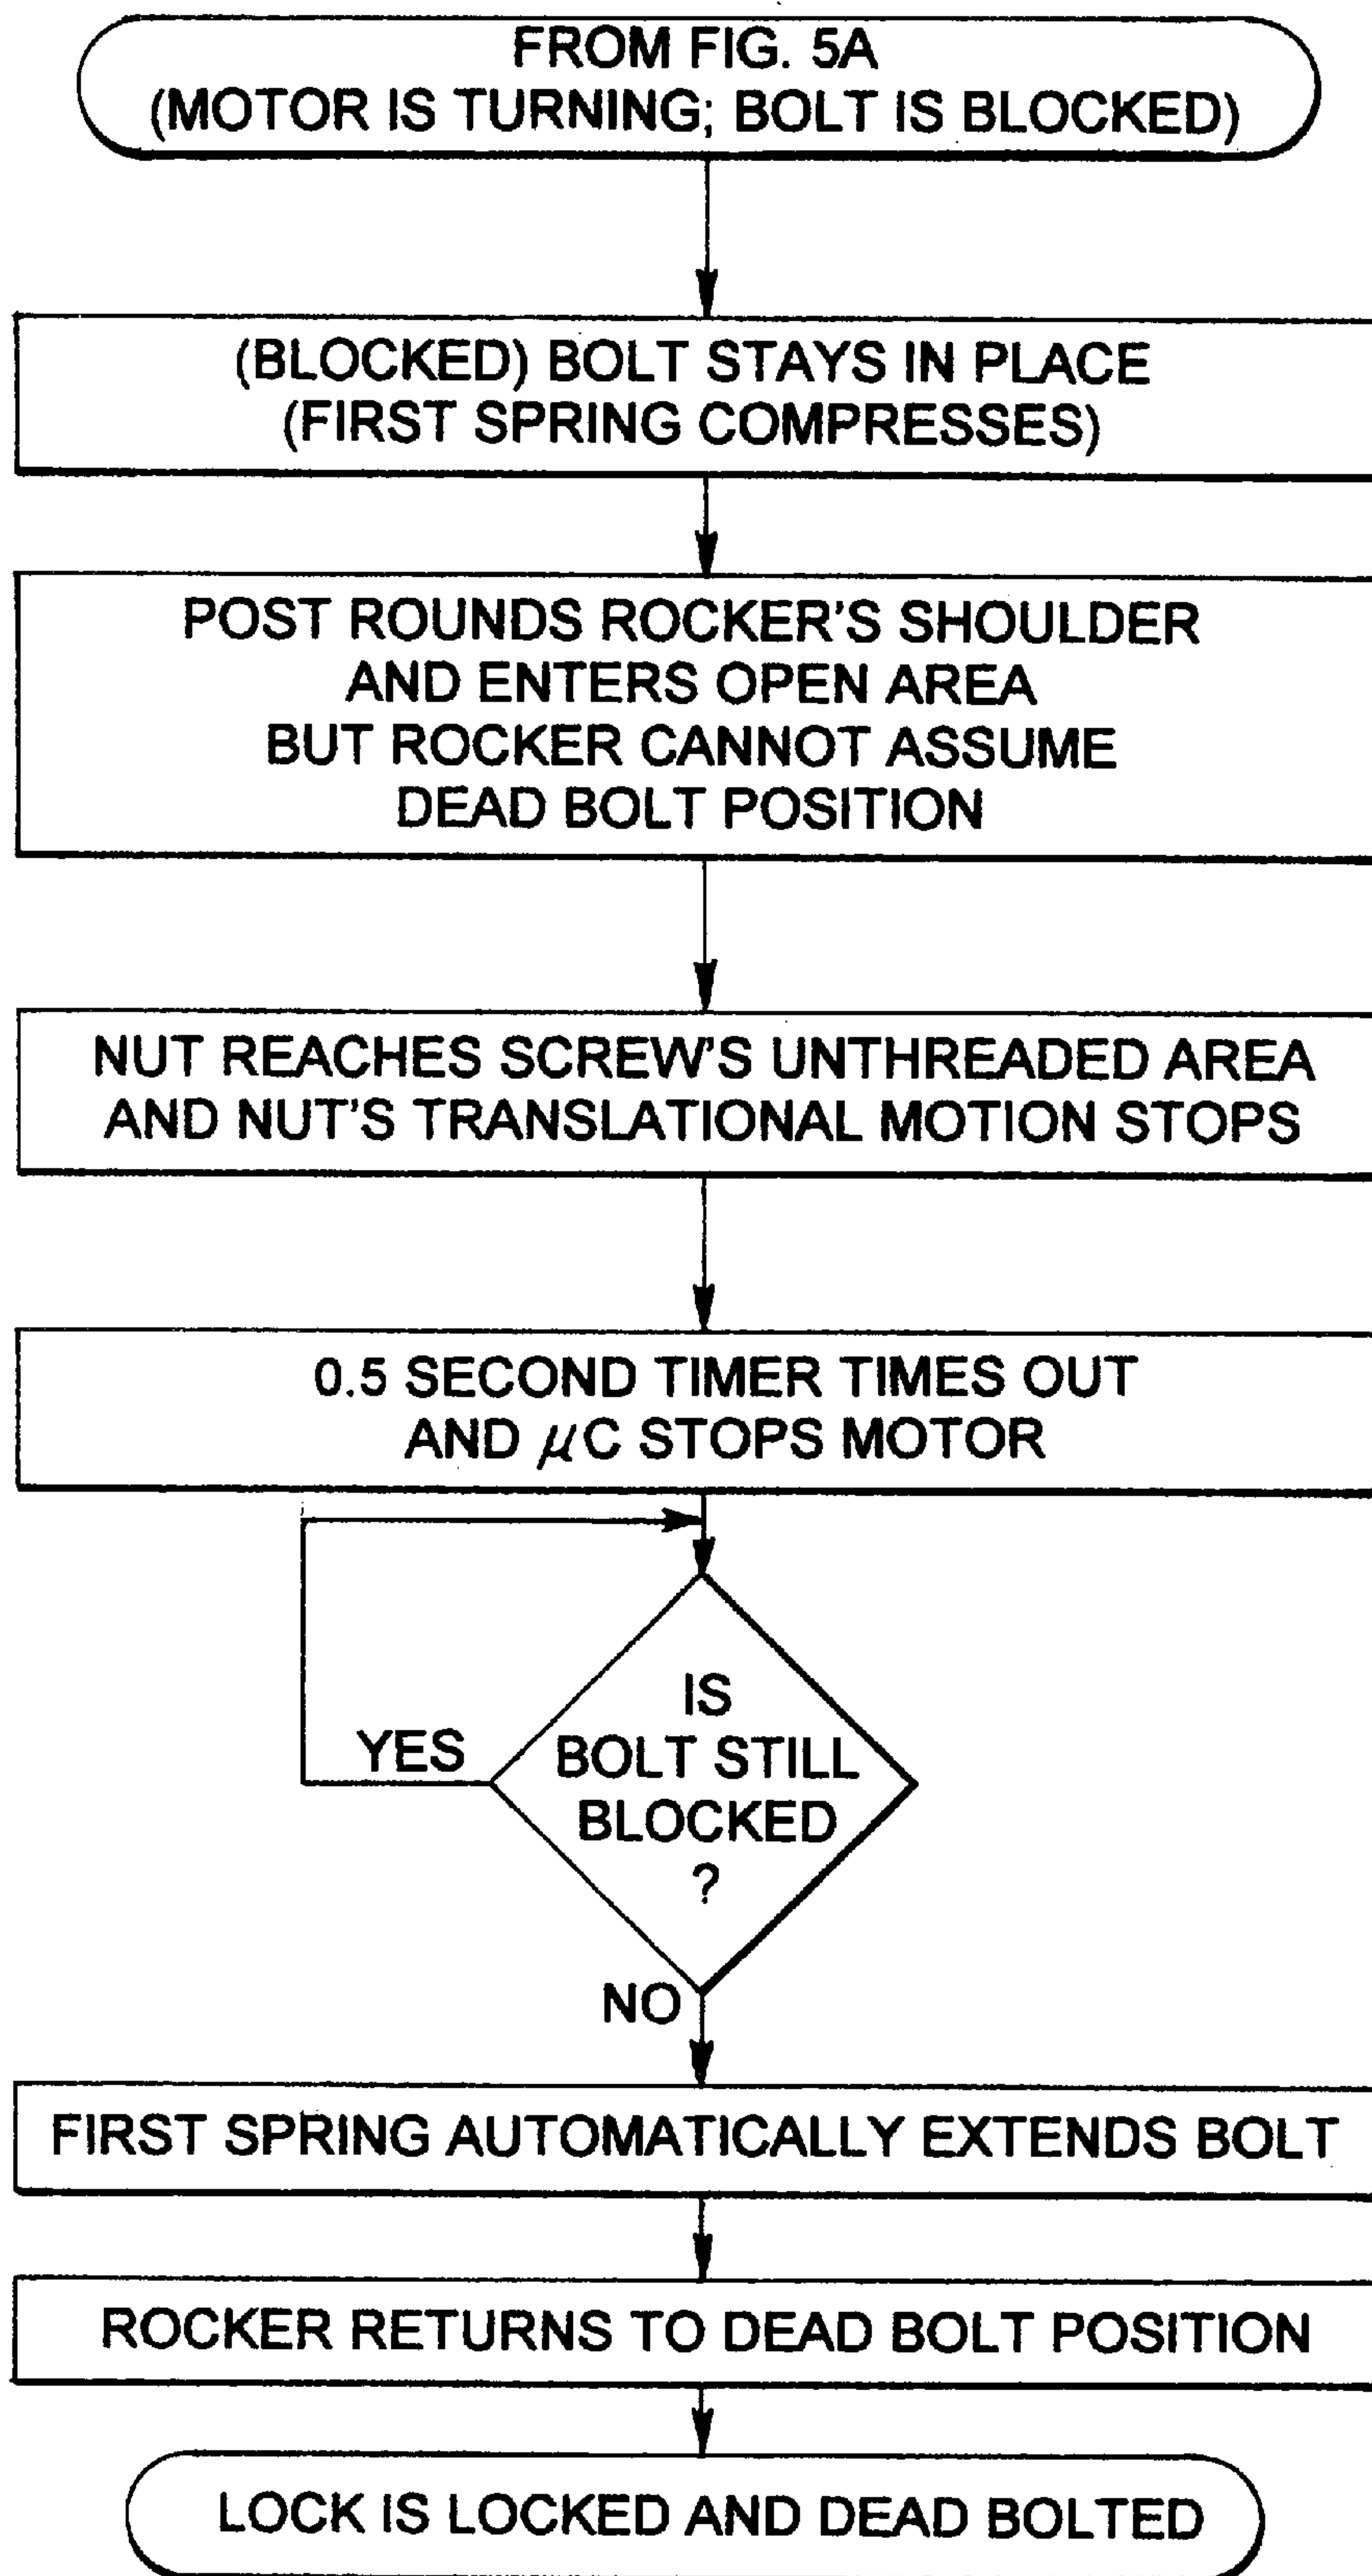 FROM FIG. 5A
(MOTOR IS TURNING; BOLT IS BLOCKED)
(BLOCKED) BOLT STAYS IN PLACE
(FIRST SPRING COMPRESSES)
POST ROUNDS ROCKER'S SHOULDER
AND ENTERS OPEN AREA
BUT ROCKER CANNOT ASSUME
DEAD BOLT POSITION
NUT REACHES SCREW'S UNTHREADED AREA
AND NUT'S TRANSLATIONAL MOTION STOPS
0.5 SECOND TIMER TIMES OUT
AND μC STOPS MOTOR
IS
BOLT STILL
BLOCKED
?
YES
NO
FIRST SPRING AUTOMATICALLY EXTENDS BOLT
ROCKER RETURNS TO DEAD BOLT POSITION
LOCK IS LOCKED AND DEAD BOLTED